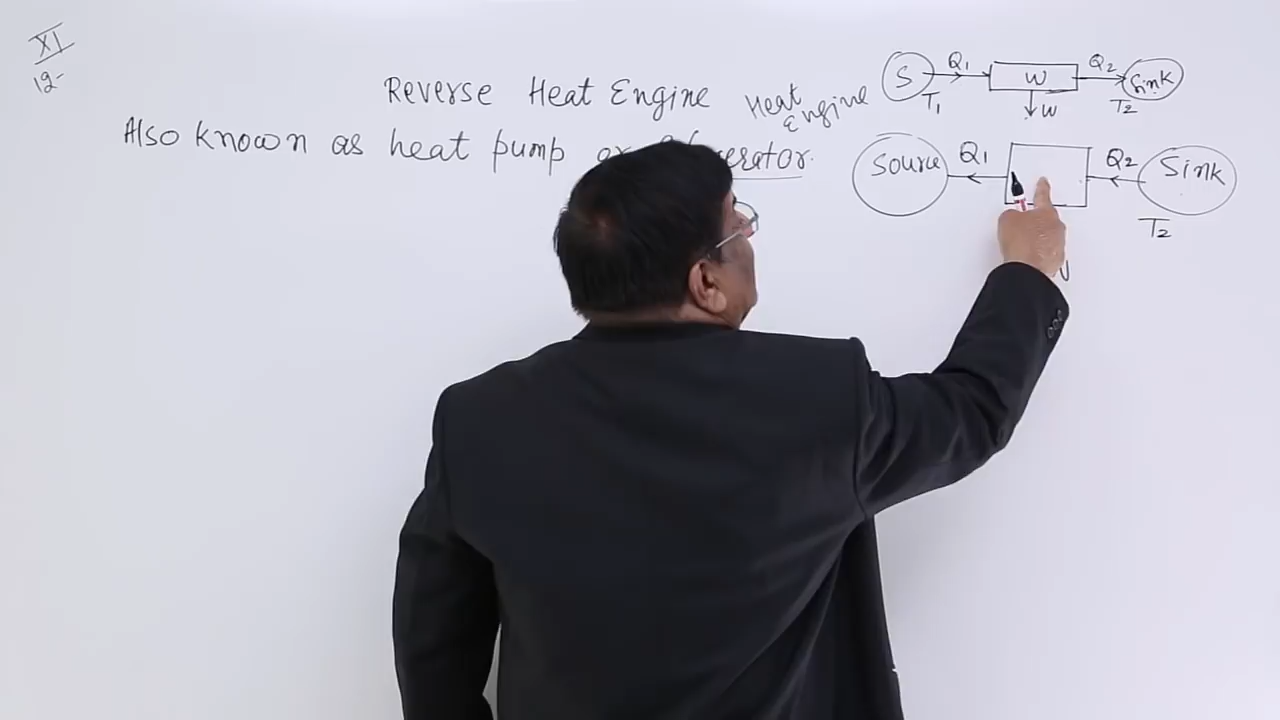 XI
12-
Reverse Heat Engine
Also known as heat pump or
Heat Engine
S Q1 W Q2 Sink
T1 W T2
Source Q1 Q2 Sink
T2